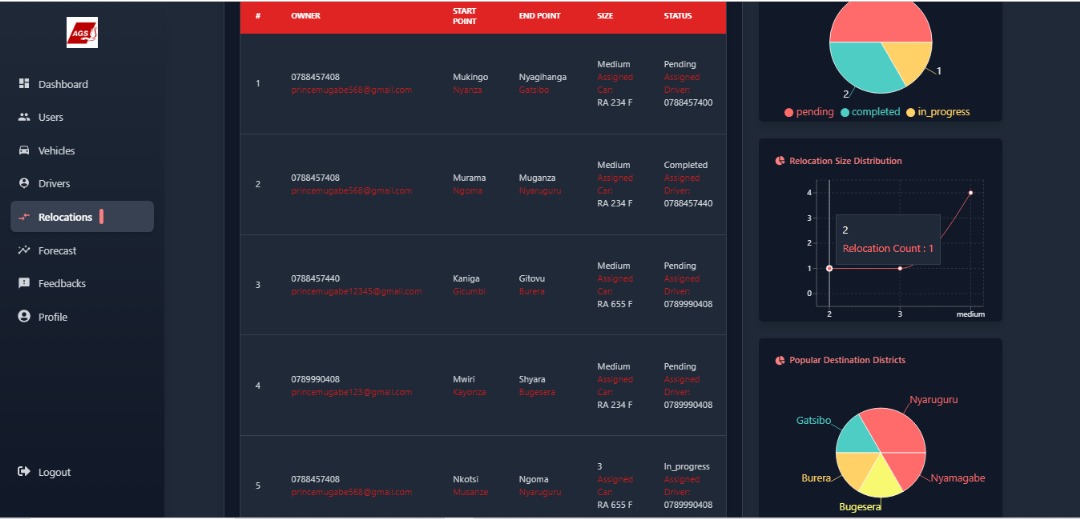 AGS
Dashboard
Users
Vehicles
Drivers
Relocations
Forecast
Feedbacks
Profile
Logout
# OWNER START POINT END POINT SIZE STATUS
1
0788457408
princemugabe568@gmail.com
Mukingo
Nyanza
Nyagihanga
Gatsibo
Medium
Assigned
Car:
RA 234 F
Pending
Assigned
Driver:
0788457400
2
0788457408
princemugabe568@gmail.com
Murama
Ngoma
Muganza
Nyaruguru
Medium
Assigned
Car:
RA 234 F
Completed
Assigned
Driver:
0788457440
3
0788457440
princemugabe12345@gmail.com
Kaniga
Gicumbi
Gitovu
Burera
Medium
Assigned
Car:
RA 655 F
Pending
Assigned
Driver:
0789990408
4
0789990408
princemugabe123@gmail.com
Mwiri
Kayonza
Shyara
Bugesera
Medium
Assigned
Car:
RA 234 F
Pending
Assigned
Driver:
0789990408
5
0788457408
princemugabe568@gmail.com
Nkotsi
Musanze
Ngoma
Nyaruguru
3
Assigned
Car:
RA 655 F
In_progress
Assigned
Driver:
0789990408
1
2
pending completed in_progress
Relocation Size Distribution
4
3
2
1
0
2
Relocation Count : 1
2 3 medium
Popular Destination Districts
Nyaruguru
Gatsibo
Burera
Nyamagabe
Bugesera